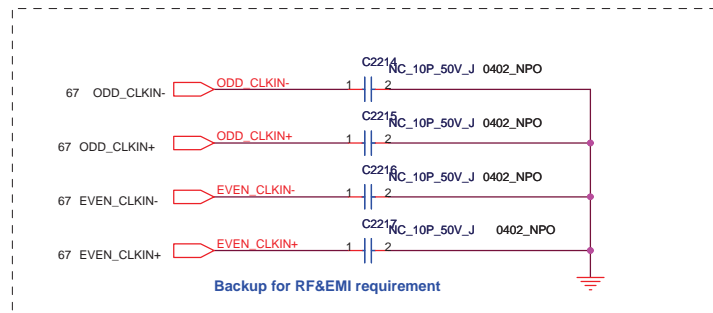 C2214
NC_10P_50V_J 0402_NPO
67 ODD_CLKIN- ODD_CLKIN- 1 2
C2215
NC_10P_50V_J 0402_NPO
67 ODD_CLKIN+ ODD_CLKIN+ 1 2
C2216
NC_10P_50V_J 0402_NPO
67 EVEN_CLKIN- EVEN_CLKIN- 1 2
C2217
NC_10P_50V_J 0402_NPO
67 EVEN_CLKIN+ EVEN_CLKIN+ 1 2
Backup for RF&EMI requirement